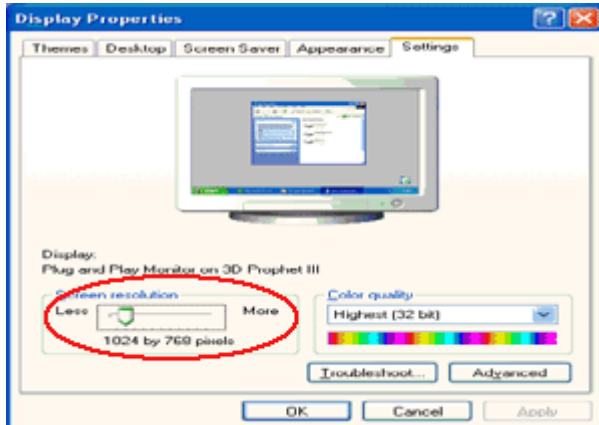 Display Properties
Themes Desktop Screen Saver Appearance Settings
Display:
Plug and Play Monitor on 3D Prophet III
Screen resolution
Less More
1024 by 768 pixels
Color quality
Highest (32 bit)
Troubleshoot... Advanced
OK Cancel Apply